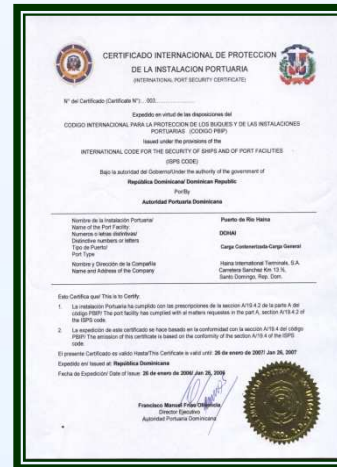 CERTIFICADO INTERNACIONAL DE PROTECCION
DE LA INSTALACION PORTUARIA
(INTERNATIONAL PORT SECURITY CERTIFICATE)
N° del Certificado (Certificate N°): ..002
Expedido en virtud de las disposiciones del
CODIGO INTERNACIONAL PARA LA PROTECCION DE LOS BUQUES Y DE LAS INSTALACIONES
PORTUARIAS (CODIGO PBIP)
Issued under the provisions of the
INTERNATIONAL CODE FOR THE SECURITY OF SHIPS AND OF PORT FACILITIES
(ISPS CODE)
Bajo la autoridad del Gobierno/Under the authority of the government of
República Dominicana/ Dominican Republic
Por/By
Autoridad Portuaria Dominicana
Nombre de la Instalación Portuaria/ Puerto de Río Haina
Name of the Port Facility
Numeros o letras distintivas/ DOHAI
Distinctive numbers or letters
Tipo de Puerto/ Carga Contenerizada-Carga General
Port Type
Nombre y Dirección de la Compañía Haina International Terminals, S.A.
Name and Address of the Company Carretera Sanchez Km 13 ½,
Santo Domingo, Rep. Dom.
Esto Certifica que/ This is to Certify:
1. La instalación Portuaria ha cumplido con las prescripciones de la sección A/19.4.2 de la parte A del
código PBIP/ The port facility has complied with all matters requests in the part A, section A/19.4.2 of
the ISPS code.
2. La expedición de este certificado se hace basada en la conformidad con la sección A/19.4 del código
PBIP/ The emission of this certificate is based on the conformity of the section A/19.4 of the ISPS
code.
El presente Certificado es valido Hasta/This Certificate is valid until: 26 de enero de 2007/ Jan 26, 2007
Expedido en/ Issued at: República Dominicana
Fecha de Expedición/ Date of Issue: 26 de enero de 2006/ Jan 26, 2006
Francisco Manuel Frías
Director Ejecutivo
Autoridad Portuaria Dominicana